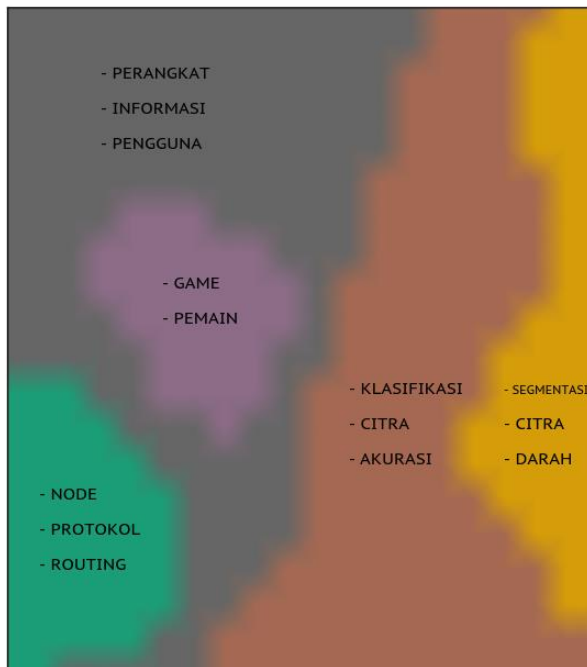 - PERANGKAT
- INFORMASI
- PENGGUNA
- GAME
- PEMAIN
- KLASIFIKASI
- CITRA
- AKURASI
- SEGMENTASI
- CITRA
- DARAH
- NODE
- PROTOKOL
- ROUTING